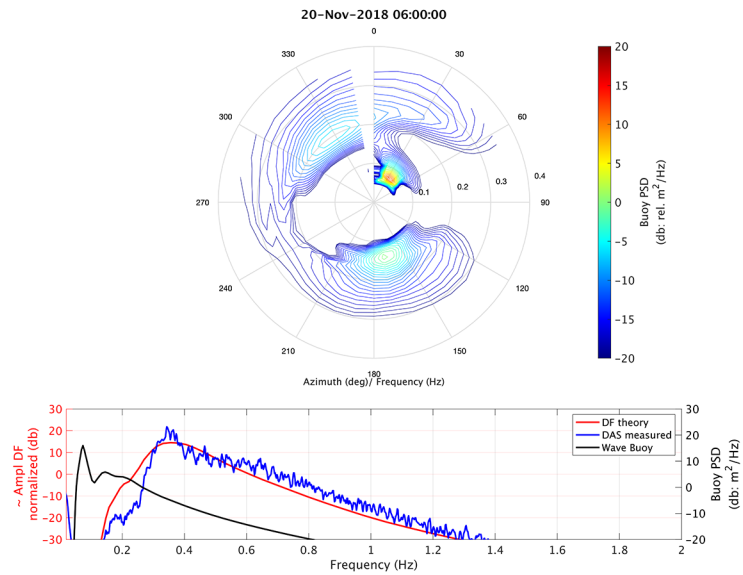 20-Nov-2018 06:00:00
0
330
30
300
60
0.4
0.3
0.2
0.1
270
90
240
120
210
150
180
Azimuth (deg)/ Frequency (Hz)
20
15
10
5
0
-5
-10
-15
-20
Buoy PSD
(db: rel. m²/Hz)
30
20
10
0
-10
-20
-30
~ Ampl DF
normalized (db)
DF theory
DAS measured
Wave Buoy
30
20
10
0
-10
-20
Buoy PSD
(db: m²/Hz)
0.2 0.4 0.6 0.8 1 1.2 1.4 1.6 1.8 2
Frequency (Hz)